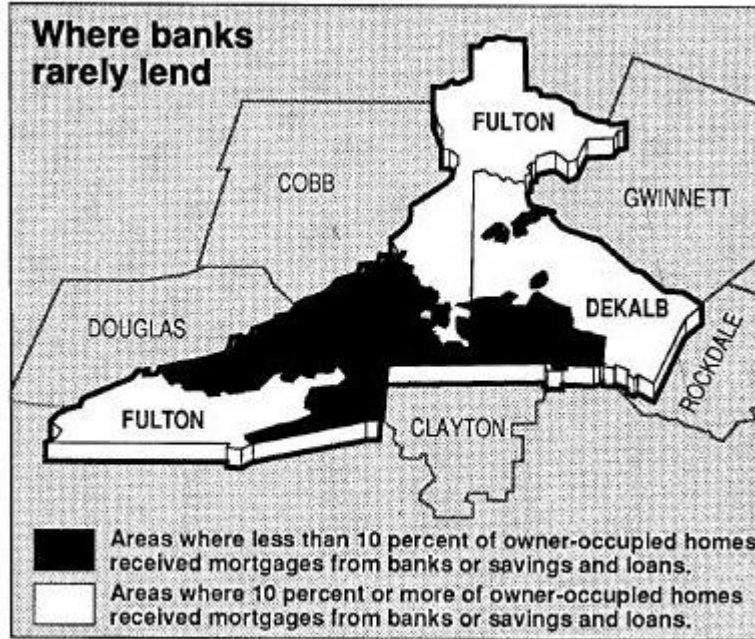 Where banks
rarely lend
FULTON
COBB
GWINNETT
DOUGLAS
DEKALB
ROCKDALE
FULTON
CLAYTON
Areas where less than 10 percent of owner-occupied homes
received mortgages from banks or savings and loans.
Areas where 10 percent or more of owner-occupied homes
received mortgages from banks or savings and loans.